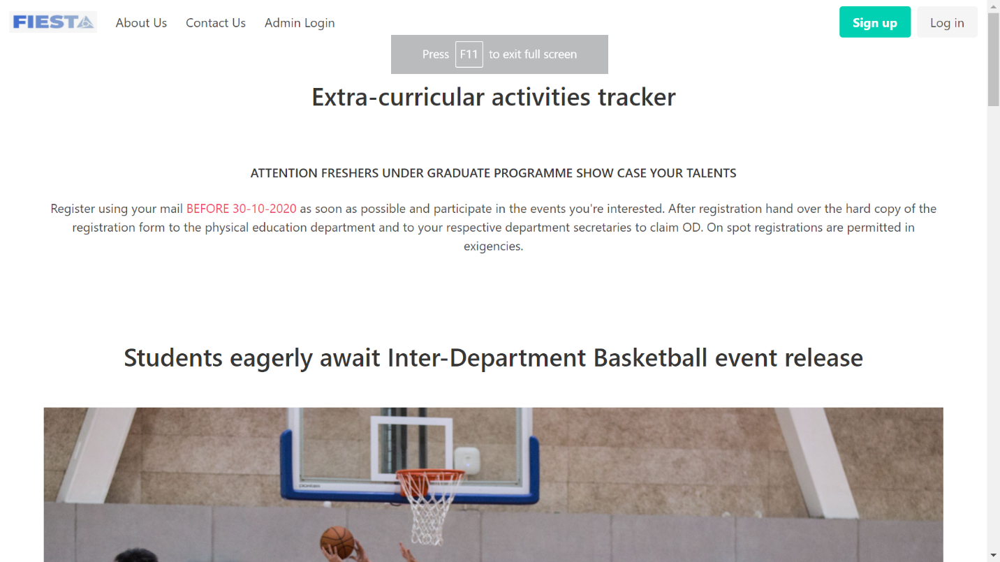 FIESTA About Us Contact Us Admin Login Sign up Log in
Press F11 to exit full screen
Extra-curricular activities tracker
ATTENTION FRESHERS UNDER GRADUATE PROGRAMME SHOW CASE YOUR TALENTS
Register using your mail BEFORE 30-10-2020 as soon as possible and participate in the events you're interested. After registration hand over the hard copy of the
registration form to the physical education department and to your respective department secretaries to claim OD. On spot registrations are permitted in
exigencies.
Students eagerly await Inter-Department Basketball event release